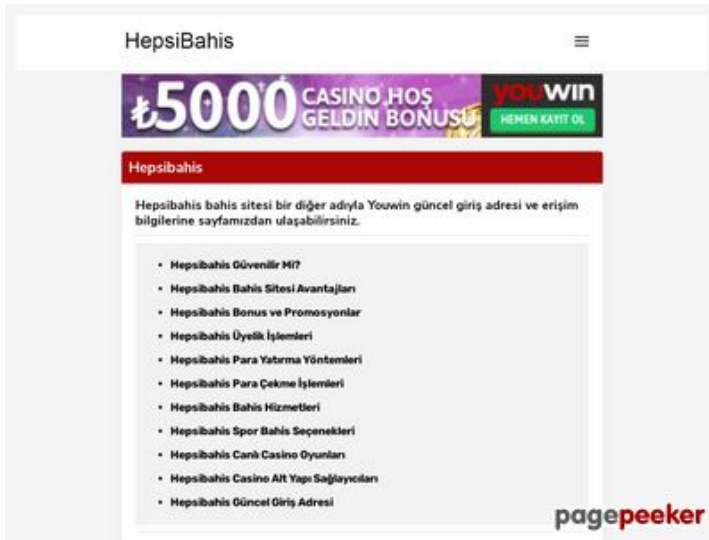 HepsiBahis
₺5000 CASINO HOŞ GELDİN BONUSU
youwin
HEMEN KAYIT OL
Hepsibahis
Hepsibahis bahis sitesi bir diğer adıyla Youwin güncel giriş adresi ve erişim
bilgilerine sayfamızdan ulaşabilirsiniz.
Hepsibahis Güvenilir Mi?
Hepsibahis Bahis Sitesi Avantajları
Hepsibahis Bonus ve Promosyonlar
Hepsibahis Üyelik İşlemleri
Hepsibahis Para Yatırma Yöntemleri
Hepsibahis Para Çekme İşlemleri
Hepsibahis Bahis Hizmetleri
Hepsibahis Spor Bahis Seçenekleri
Hepsibahis Canlı Casino Oyunları
Hepsibahis Casino Alt Yapı Sağlayıcıları
Hepsibahis Güncel Giriş Adresi
pagepeeker